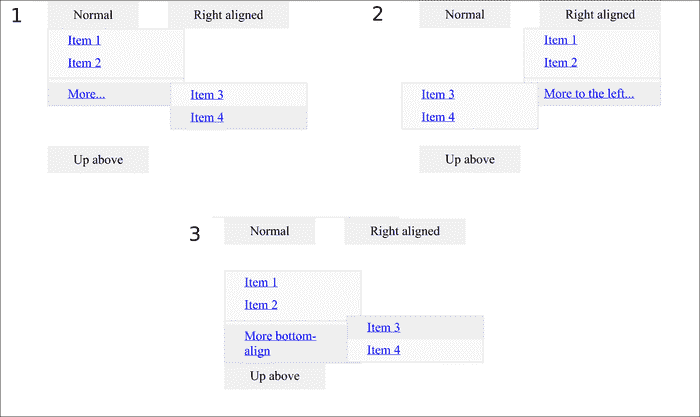 1 Normal Right aligned
Item 1
Item 2
More... Item 3
Item 4
Up above
2 Normal Right aligned
Item 1
Item 2
Item 3 More to the left...
Item 4
Up above
3 Normal Right aligned
Item 1
Item 2
More bottom- Item 3
align Item 4
Up above